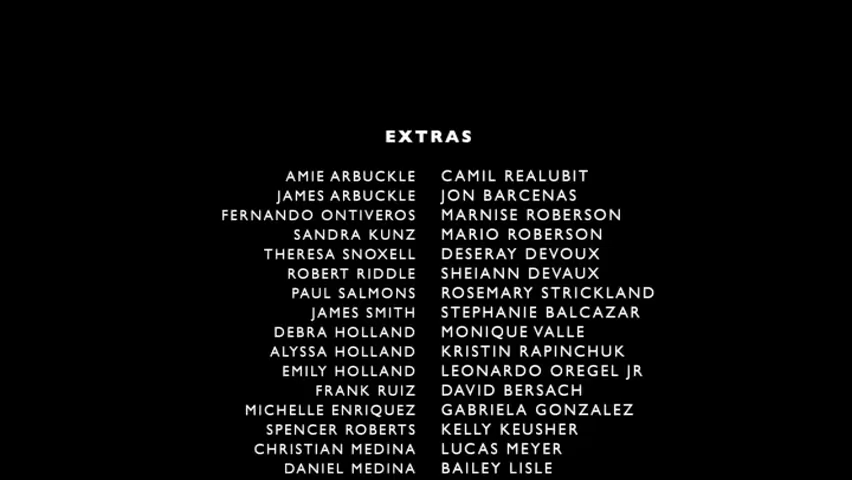 EXTRAS
AMIE ARBUCKLE CAMIL REALUBIT
JAMES ARBUCKLE JON BARCENAS
FERNANDO ONTIVEROS MARNISE ROBERSON
SANDRA KUNZ MARIO ROBERSON
THERESA SNOXELL DESERAY DEVOUX
ROBERT RIDDLE SHEIANN DEVAUX
PAUL SALMONS ROSEMARY STRICKLAND
JAMES SMITH STEPHANIE BALCAZAR
DEBRA HOLLAND MONIQUE VALLE
ALYSSA HOLLAND KRISTIN RAPINCHUK
EMILY HOLLAND LEONARDO OREGEL JR
FRANK RUIZ DAVID BERSACH
MICHELLE ENRIQUEZ GABRIELA GONZALEZ
SPENCER ROBERTS KELLY KEUSHER
CHRISTIAN MEDINA LUCAS MEYER
DANIEL MEDINA BAILEY LISLE